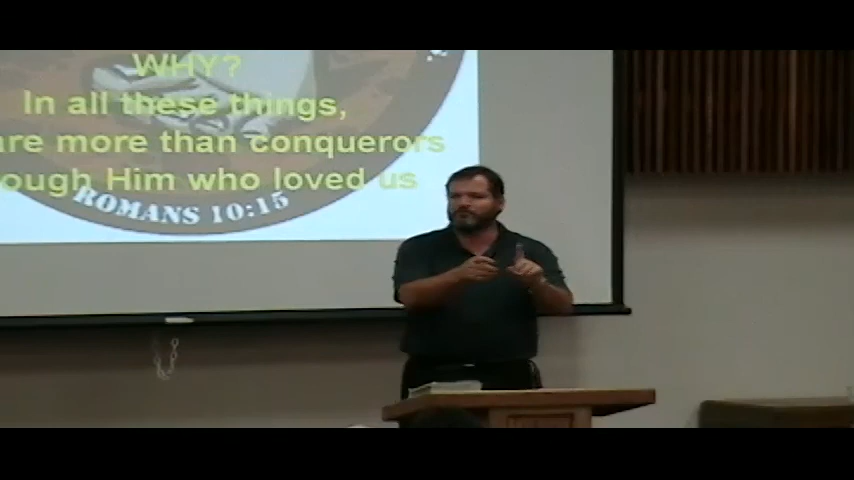 WHY?
In all these things,
are more than conquerors
ough Him who loved us
ROMANS 10:15